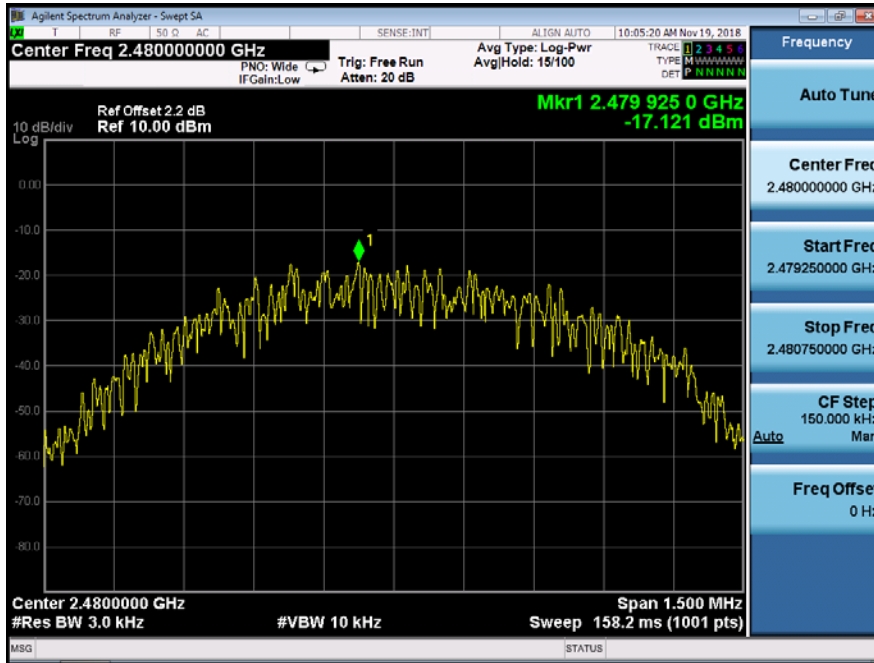 Agilent Spectrum Analyzer - Swept SA
LXI T RF 50 Ω AC SENSE:INT ALIGN AUTO 10:05:20 AM Nov 19, 2018
Center Freq 2.480000000 GHz
PNO: Wide
IFGain:Low
Trig: Free Run
Atten: 20 dB
Avg Type: Log-Pwr
Avg|Hold: 15/100
TRACE 1 2 3 4 5 6
TYPE M WWWWW
DET P N N N N N
Frequency
Ref Offset 2.2 dB
10 dB/div Ref 10.00 dBm
Log
Mkr1 2.479 925 0 GHz
-17.121 dBm
0.00
-10.0
-20.0
-30.0
-40.0
-50.0
-60.0
-70.0
-80.0
1
Auto Tune
Center Freq
2.480000000 GHz
Start Freq
2.479250000 GHz
Stop Freq
2.480750000 GHz
CF Step
150.000 kHz
Auto Man
Freq Offset
0 Hz
Center 2.4800000 GHz Span 1.500 MHz
#Res BW 3.0 kHz #VBW 10 kHz Sweep 158.2 ms (1001 pts)
MSG STATUS